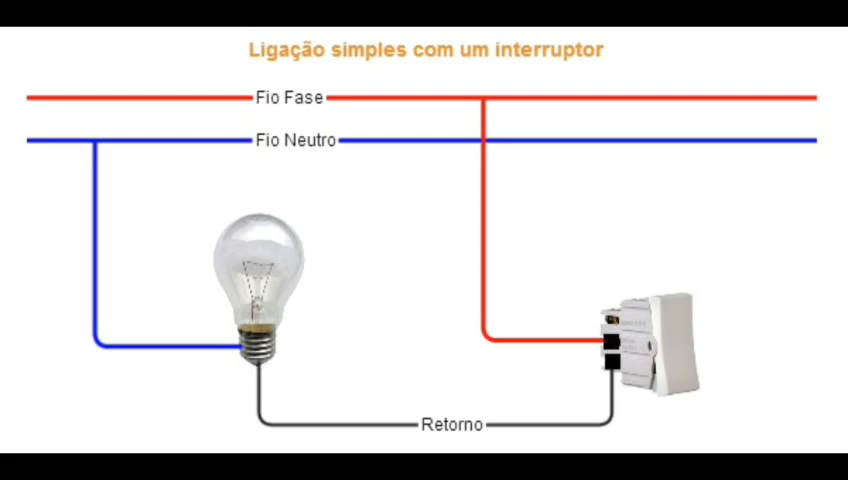 Ligação simples com um interruptor
Fio Fase
Fio Neutro
Retorno